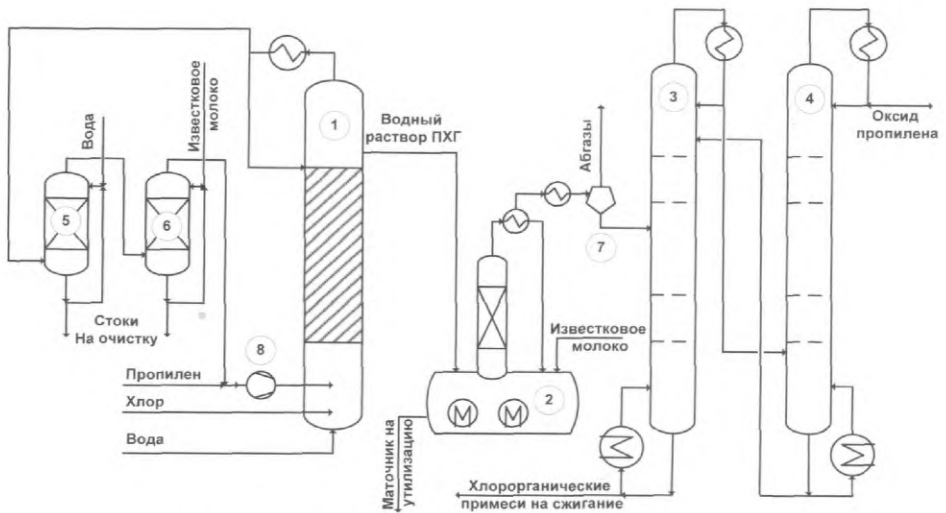 3
4
Оксид
пропилена
1
Водный
раствор ПХГ
Вода
Известковое
молоко
Абгазы
5
6
7
Стоки
На очистку
8
Известковое
молоко
Пропилен
Хлор
Вода
2
Маточник на
утилизацию
Хлорорганические
примеси на сжигание